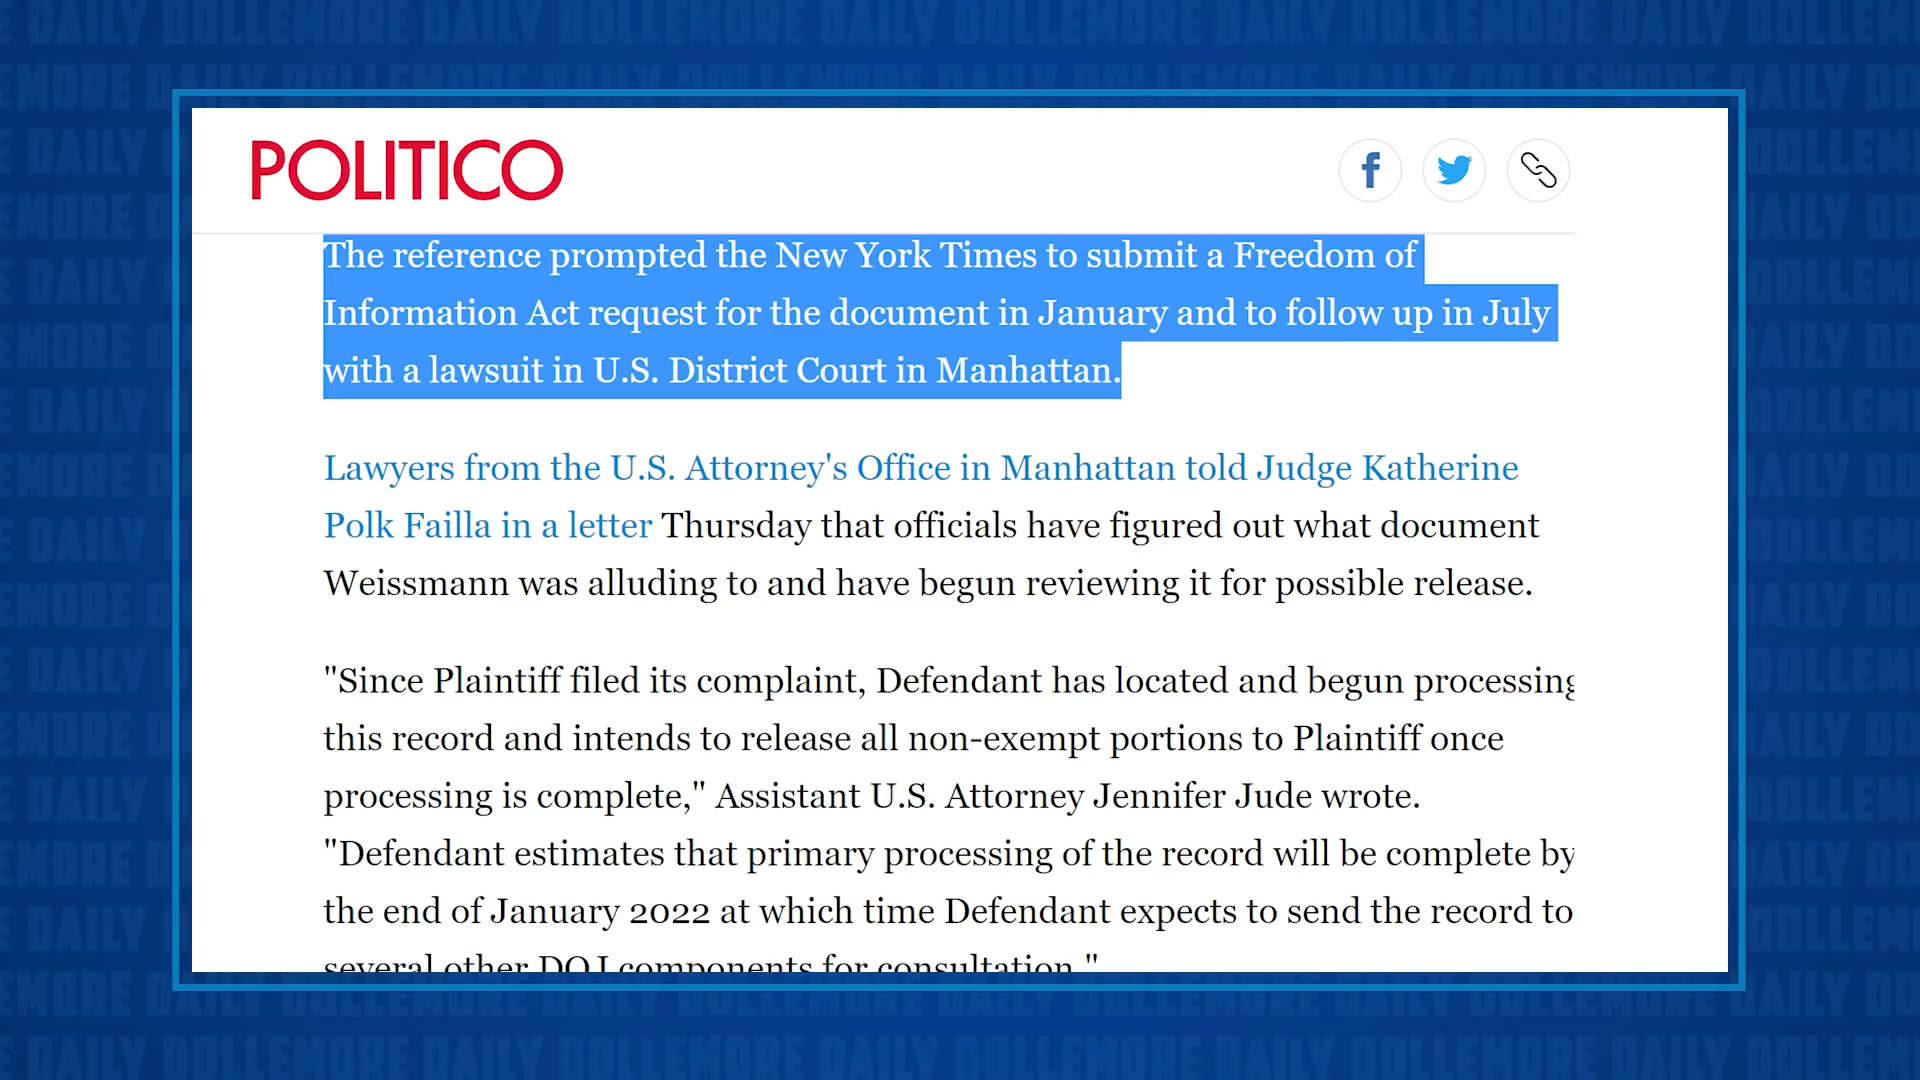 POLITICO
The reference prompted the New York Times to submit a Freedom of
Information Act request for the document in January and to follow up in July
with a lawsuit in U.S. District Court in Manhattan.
Lawyers from the U.S. Attorney's Office in Manhattan told Judge Katherine
Polk Failla in a letter Thursday that officials have figured out what document
Weissmann was alluding to and have begun reviewing it for possible release.
"Since Plaintiff filed its complaint, Defendant has located and begun processing
this record and intends to release all non-exempt portions to Plaintiff once
processing is complete," Assistant U.S. Attorney Jennifer Jude wrote.
"Defendant estimates that primary processing of the record will be complete by
the end of January 2022 at which time Defendant expects to send the record to
several other DOJ components for consultation."
DAILY DOLLEMORE